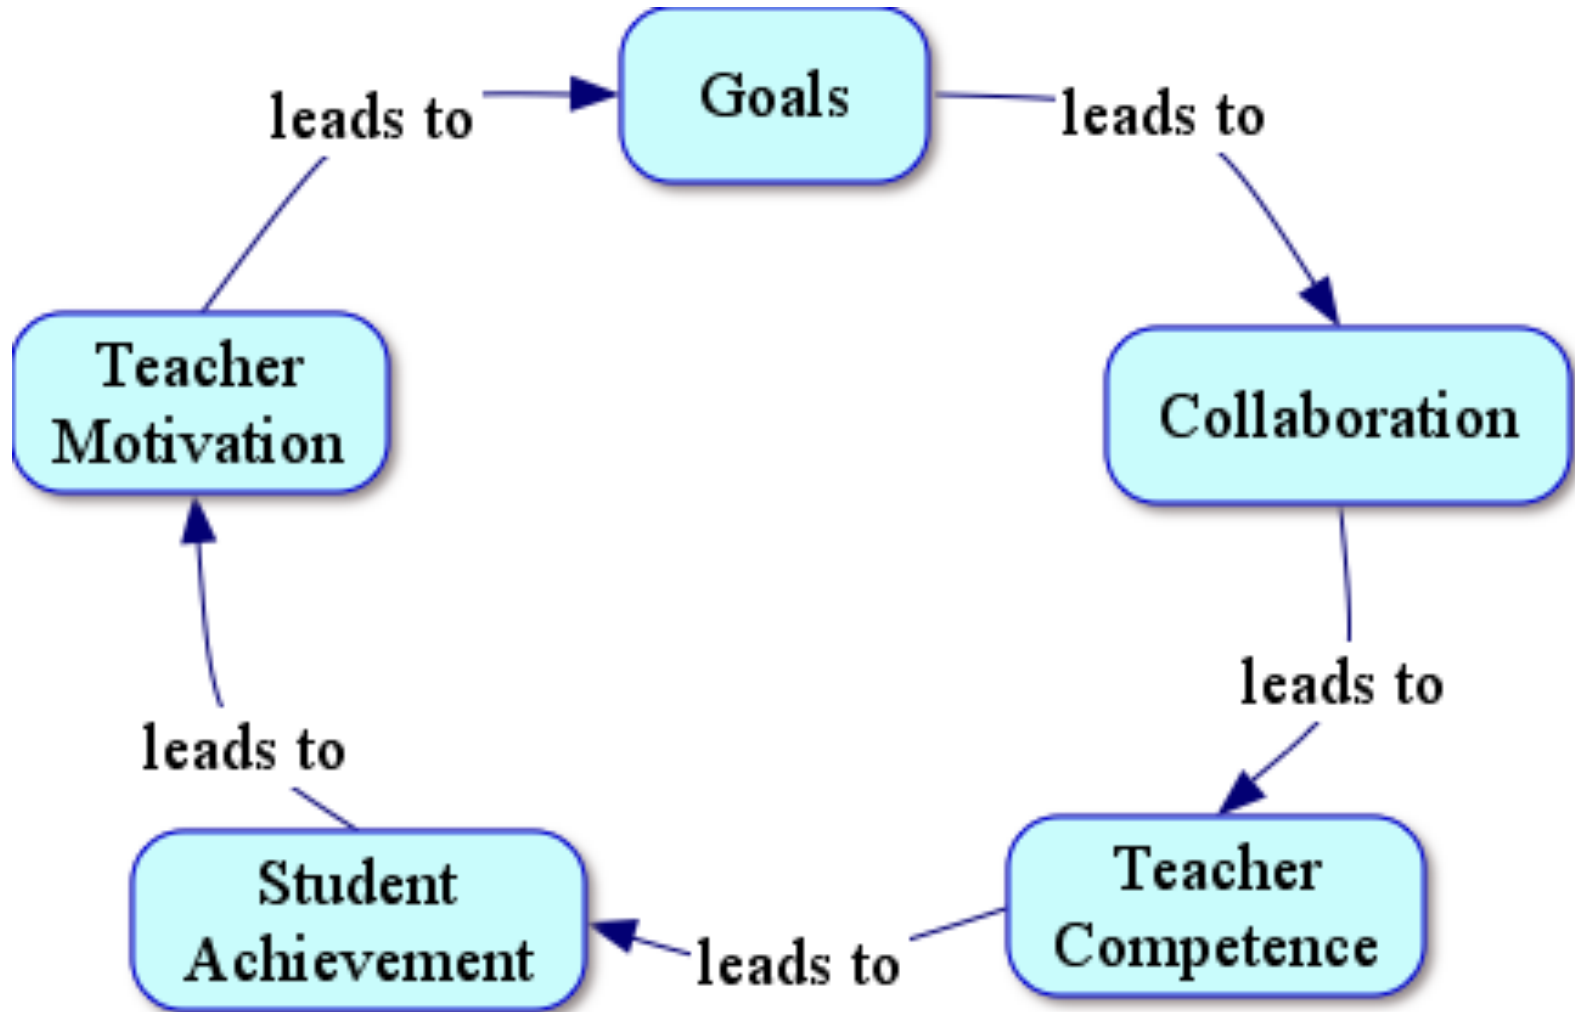 Goals
leads to
Collaboration
leads to
Teacher
Competence
leads to
Student
Achievement
leads to
Teacher
Motivation
leads to